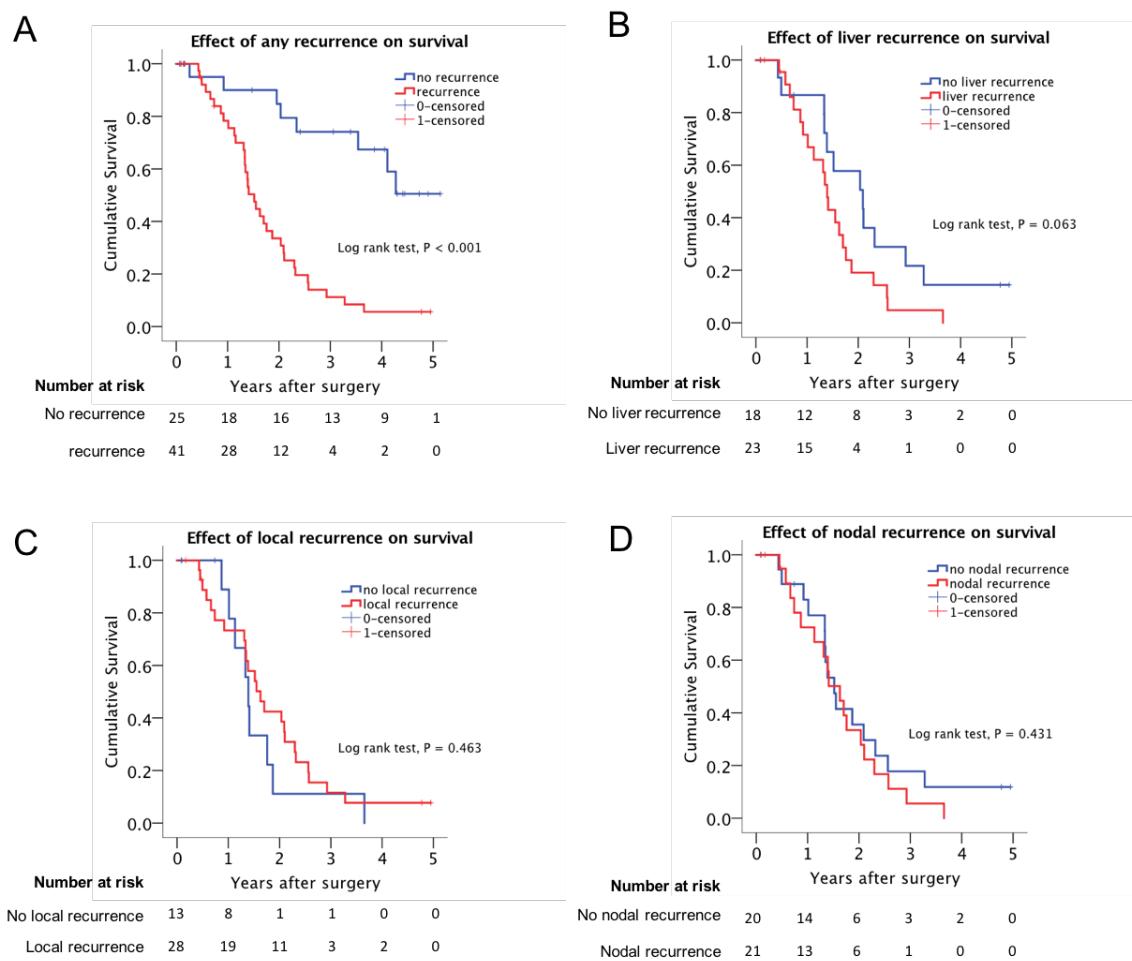 A
Effect of any recurrence on survival
no recurrence
recurrence
0-censored
1-censored
1.0
0.8
0.6
0.4
0.2
0.0
Cumulative Survival
Log rank test, P < 0.001
0 1 2 3 4 5
Years after surgery
Number at risk
No recurrence 25 18 16 13 9 1
recurrence 41 28 12 4 2 0
B
Effect of liver recurrence on survival
no liver recurrence
liver recurrence
0-censored
1-censored
1.0
0.8
0.6
0.4
0.2
0.0
Cumulative Survival
Log rank test, P = 0.063
0 1 2 3 4 5
Years after surgery
Number at risk
No liver recurrence 18 12 8 3 2 0
Liver recurrence 23 15 4 1 0 0
C
Effect of local recurrence on survival
no local recurrence
local recurrence
0-censored
1-censored
1.0
0.8
0.6
0.4
0.2
0.0
Cumulative Survival
Log rank test, P = 0.463
0 1 2 3 4 5
Years after surgery
Number at risk
No local recurrence 13 8 1 1 0 0
Local recurrence 28 19 11 3 2 0
D
Effect of nodal recurrence on survival
no nodal recurrence
nodal recurrence
0-censored
1-censored
1.0
0.8
0.6
0.4
0.2
0.0
Cumulative Survival
Log rank test, P = 0.431
0 1 2 3 4 5
Years after surgery
Number at risk
No nodal recurrence 20 14 6 3 2 0
Nodal recurrence 21 13 6 1 0 0